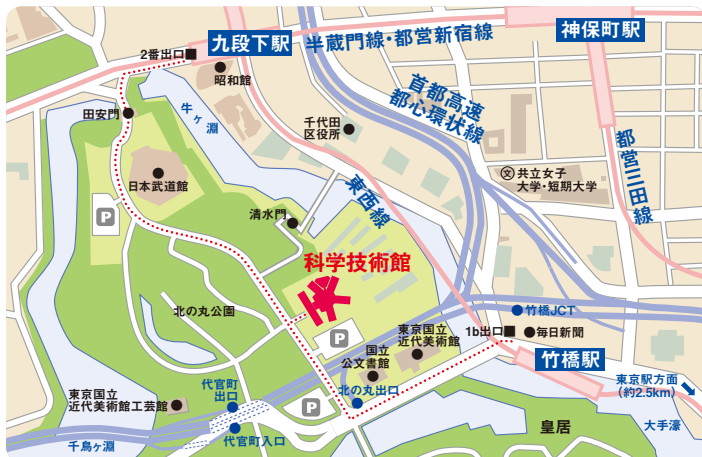 九段下駅
半蔵門線・都営新宿線
神保町駅
2番出口
昭和館
首都高速
都心環状線
田安門
牛ヶ淵
千代田
区役所
都営三田線
日本武道館
文
共立女子
大学・短期大学
P
東西線
清水門
科学技術館
北の丸公園
竹橋JCT
P
1b出口
毎日新聞
東京国立
近代美術館
国立
公文書館
竹橋駅
北の丸出口
東京駅方面
(約2.5km)
代官町
出口
東京国立
近代美術館工芸館
P
大手濠
皇居
代官町入口
千鳥ヶ淵